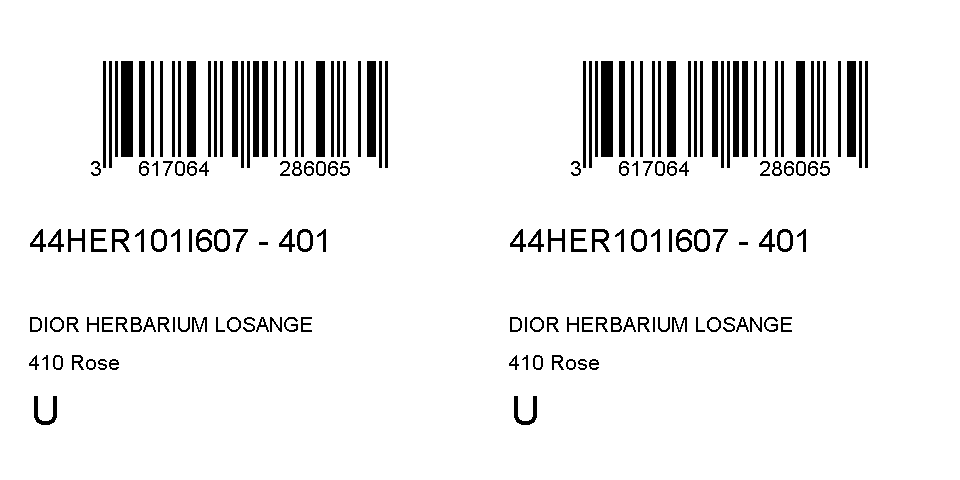 3 617064 286065
44HER101I607 - 401
DIOR HERBARIUM LOSANGE
410 Rose
U
3 617064 286065
44HER101I607 - 401
DIOR HERBARIUM LOSANGE
410 Rose
U